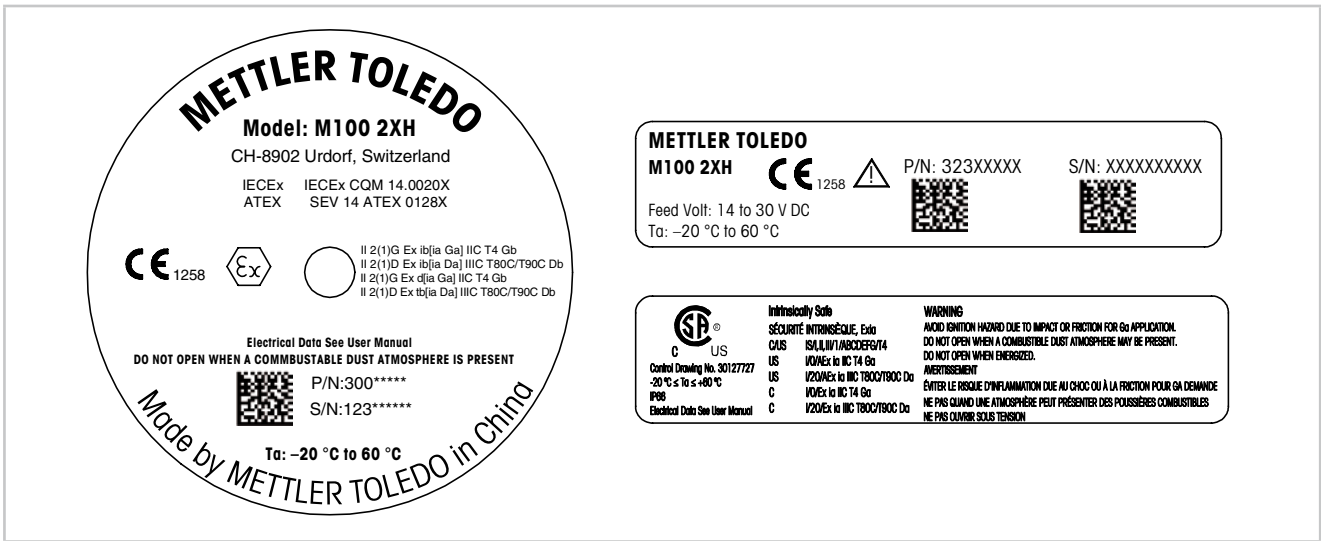 METTLER TOLEDO
Model: M100 2XH
CH-8902 Urdorf, Switzerland
IECEx IECEx CQM 14.0020X
ATEX SEV 14 ATEX 0128X
CE 1258 Ex
II 2(1)G Ex ib[ia Ga] IIC T4 Gb
II 2(1)D Ex ib[ia Da] IIIC T80C/T90C Db
II 2(1)G Ex d[ia Ga] IIC T4 Gb
II 2(1)D Ex tb[ia Da] IIIC T80C/T90C Db
Electrical Data See User Manual
DO NOT OPEN WHEN A COMMBUSTABLE DUST ATMOSPHERE IS PRESENT
P/N:300*****
S/N:123******
Ta: –20 °C to 60 °C
Made by METTLER TOLEDO in China
METTLER TOLEDO
M100 2XH CE 1258 P/N: 323XXXXX S/N: XXXXXXXXXX
Feed Volt: 14 to 30 V DC
Ta: –20 °C to 60 °C
SA ®
C US
Control Drawing No. 30127727
-20 °C ≤ Ta ≤ +60 °C
IP66
Electrical Data See User Manual
Intrinsically Safe
SÉCURITÉ INTRINSÈQUE, Exia
C/US IS/I,II,III/1/ABCDEFG/T4
US I/0/AEx ia IIC T4 Ga
US I/20/AEx ia IIIC T80C/T90C Da
C I/0/Ex ia IIC T4 Ga
C I/20/Ex ia IIIC T80C/T90C Da
WARNING
AVOID IGNITION HAZARD DUE TO IMPACT OR FRICTION FOR Ga APPLICATION.
DO NOT OPEN WHEN A COMBUSTIBLE DUST ATMOSPHERE MAY BE PRESENT.
DO NOT OPEN WHEN ENERGIZED.
AVERTISSEMENT
ÉVITER LE RISQUE D'INFLAMMATION DUE AU CHOC OU À LA FRICTION POUR GA DEMANDE
NE PAS QUAND UNE ATMOSPHÈRE PEUT PRÉSENTER DES POUSSIÈRES COMBUSTIBLES
NE PAS OUVRIR SOUS TENSION